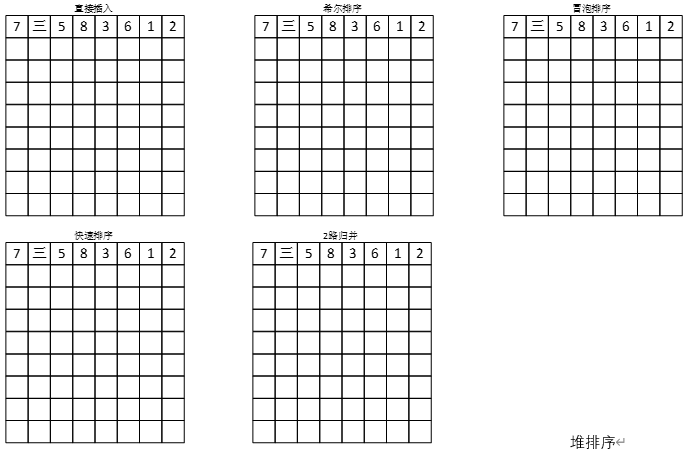 直接插入 希尔排序 冒泡排序
7 三 5 8 3 6 1 2 7 三 5 8 3 6 1 2 7 三 5 8 3 6 1 2
快速排序 2路归并
7 三 5 8 3 6 1 2 7 三 5 8 3 6 1 2
堆排序↵